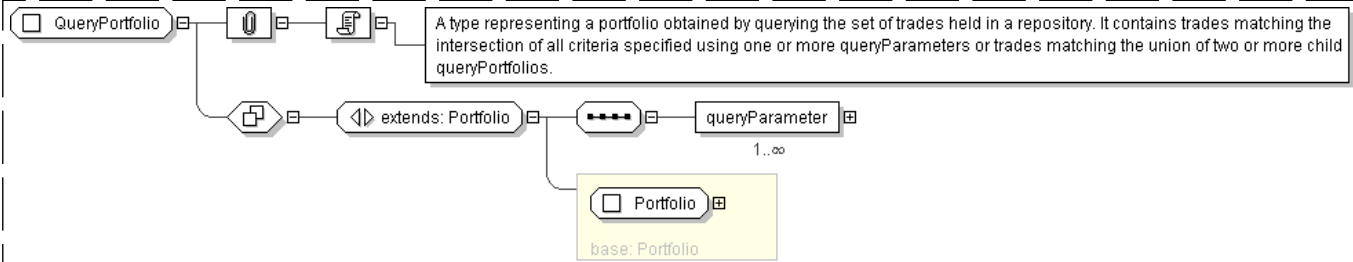 QueryPortfolio
A type representing a portfolio obtained by querying the set of trades held in a repository. It contains trades matching the
intersection of all criteria specified using one or more queryParameters or trades matching the union of two or more child
queryPortfolios.
extends: Portfolio
queryParameter
1..∞
Portfolio
base: Portfolio